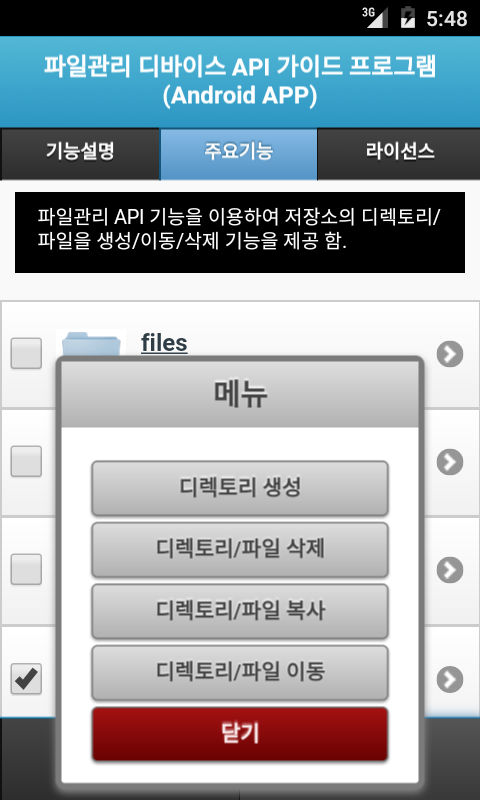 3G
5:48
파일관리 디바이스 API 가이드 프로그램
(Android APP)
기능설명
주요기능
라이선스
파일관리 API 기능을 이용하여 저장소의 디렉토리/
파일을 생성/이동/삭제 기능을 제공 함.
files
메뉴
디렉토리 생성
디렉토리/파일 삭제
디렉토리/파일 복사
디렉토리/파일 이동
닫기